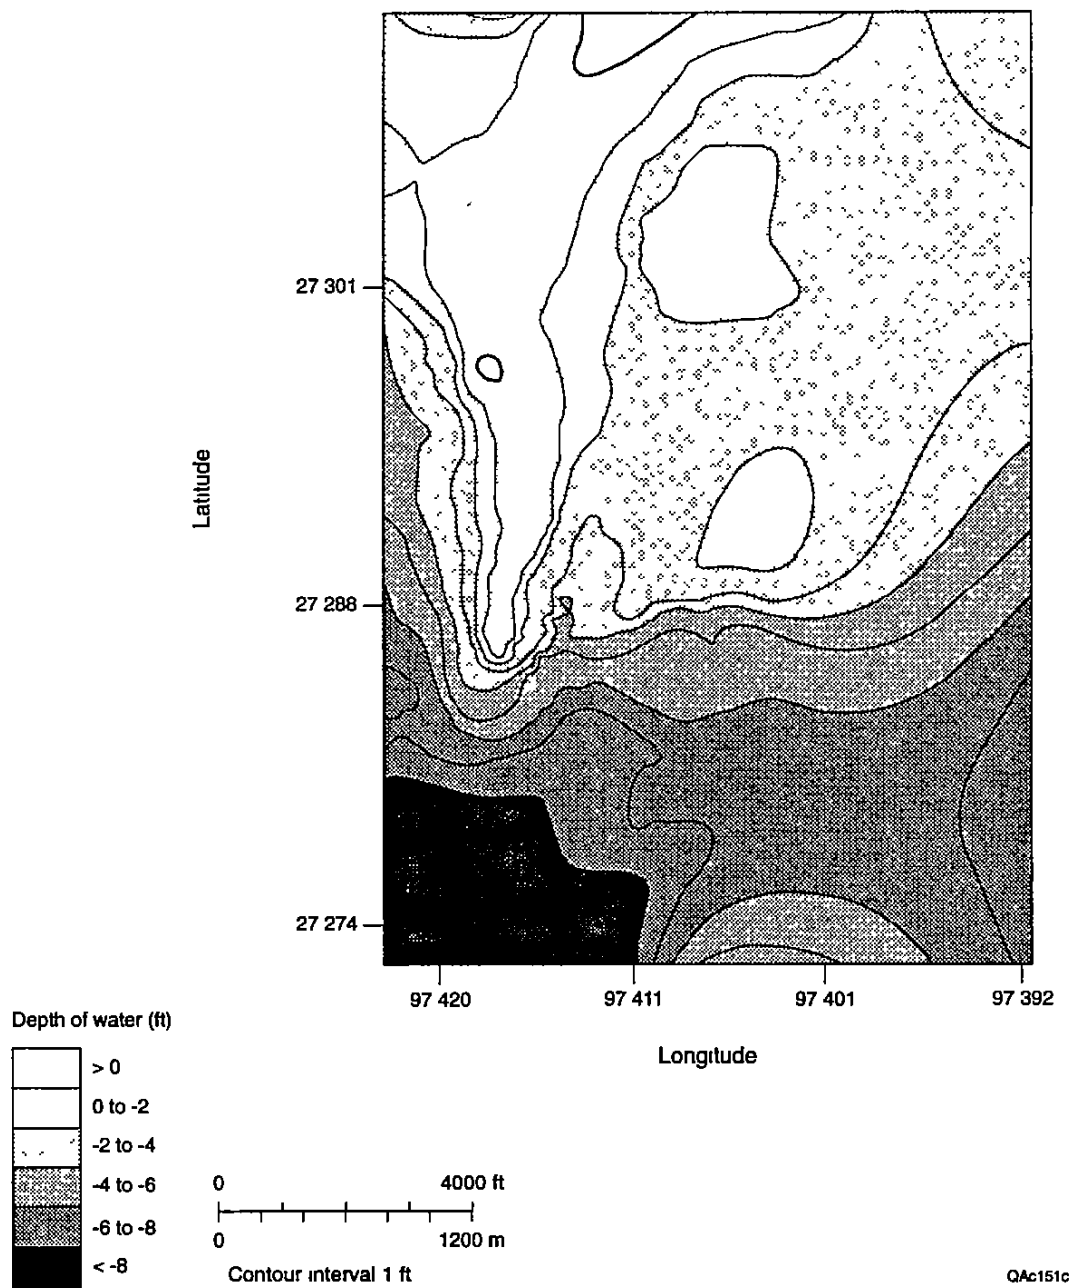 27 301
Latitude
27 288
27 274
97 420
97 411
97 401
97 392
Longitude
Depth of water (ft)
> 0
0 to -2
-2 to -4
-4 to -6
-6 to -8
< -8
0 4000 ft
0 1200 m
Contour interval 1 ft
QAc151c